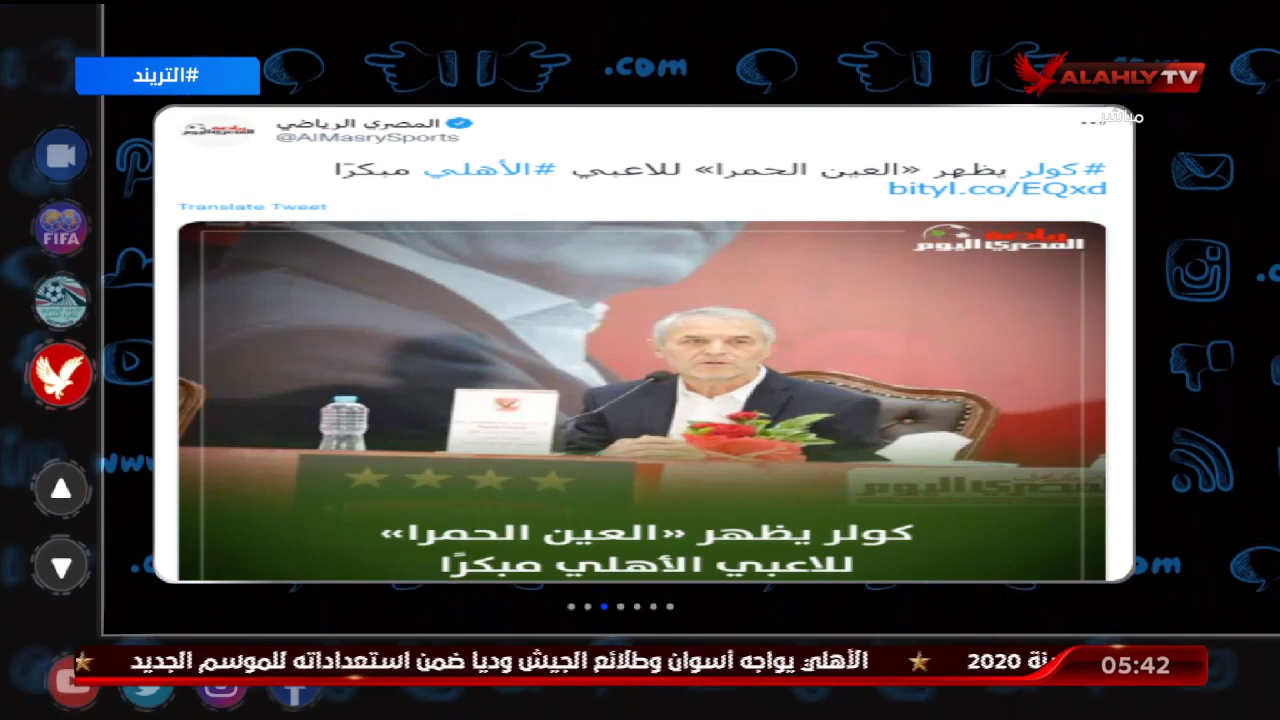 #التريند
ALAHLY TV
مباشر
المصري الرياضي
@AlMasrySports
#كولر يظهر «العين الحمرا» للاعبي #الأهلي مبكرًا
bityl.co/EQxd
Translate Tweet
المصري اليوم
كولر يظهر «العين الحمرا»
للاعبي الأهلي مبكرًا
FIFA
.com
الأهلي يواجه أسوان وطلائع الجيش وديا ضمن استعداداته للموسم الجديد
2020
05:42